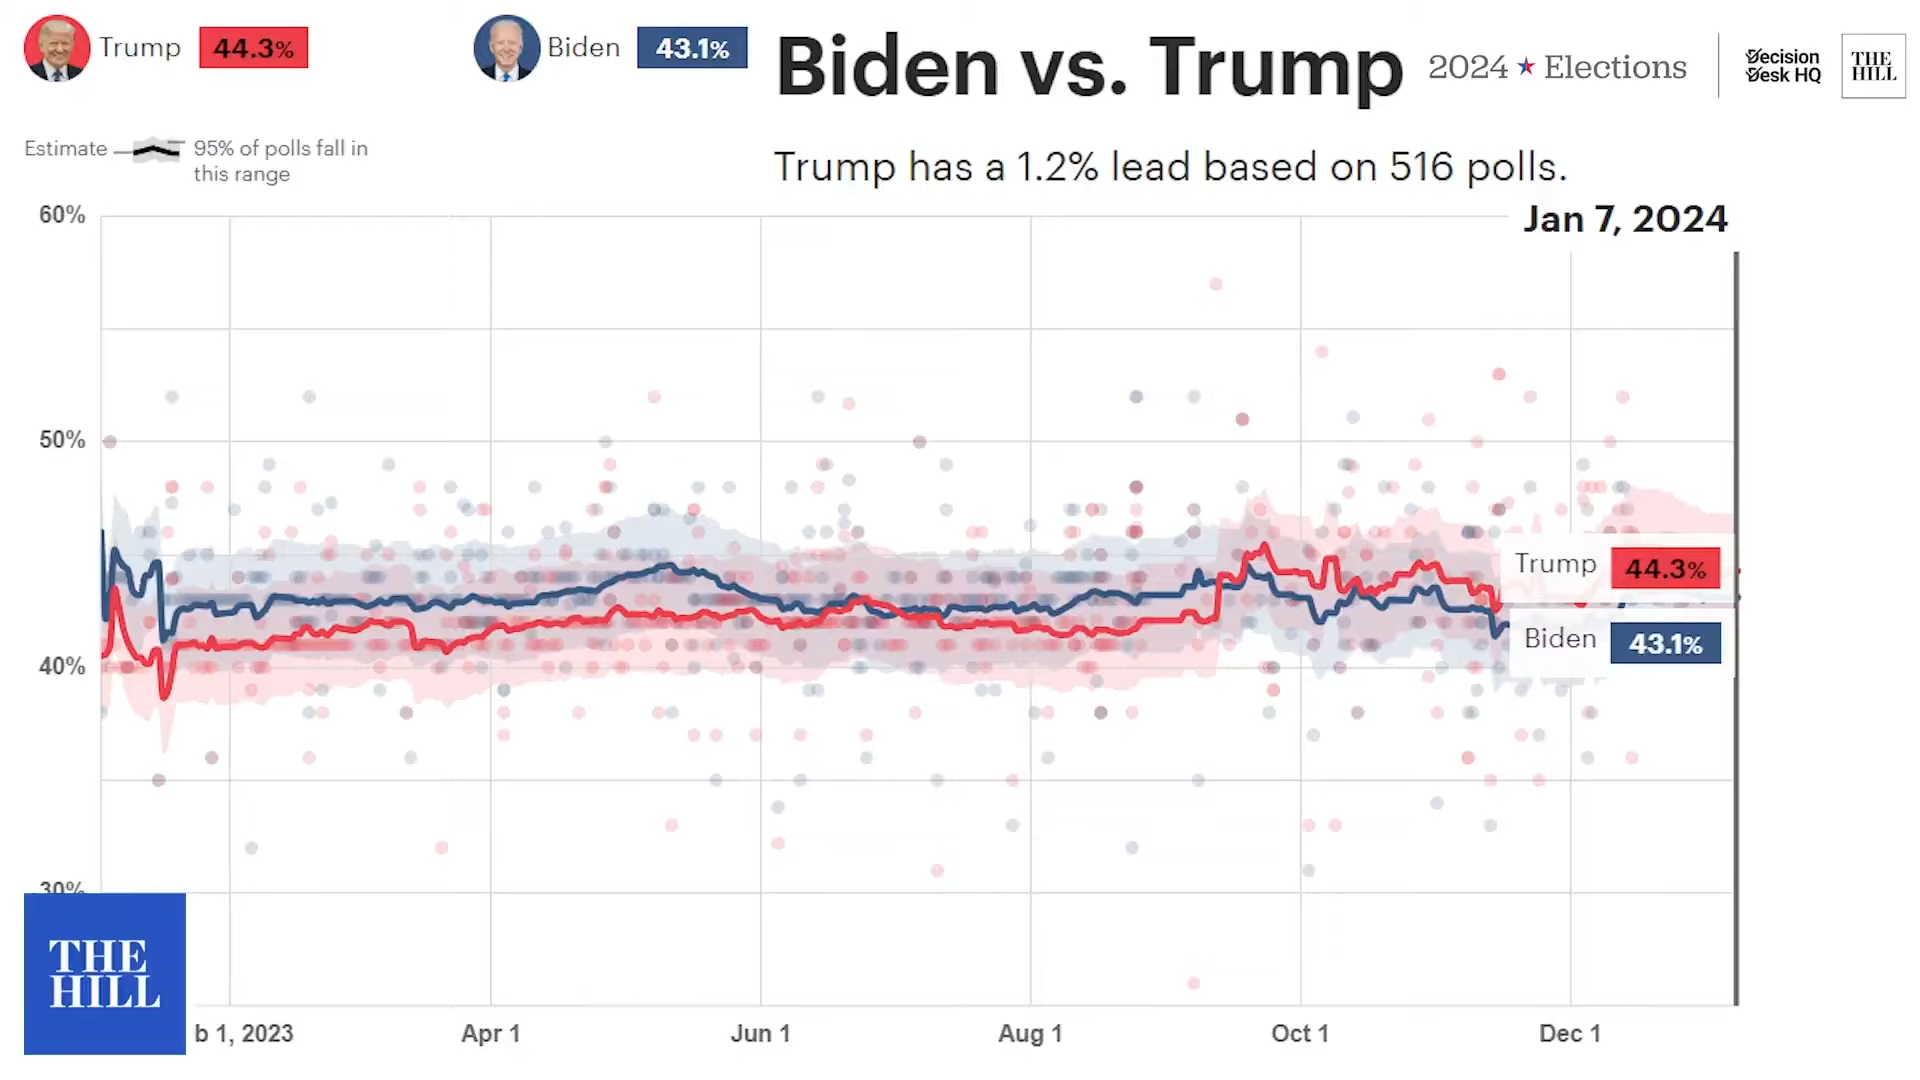 Trump 44.3%
Biden 43.1%
Biden vs. Trump
2024 Elections
Decision
Desk HQ
THE
HILL
Estimate
95% of polls fall in
this range
Trump has a 1.2% lead based on 516 polls.
60%
Jan 7, 2024
50%
Trump 44.3%
Biden 43.1%
40%
30%
THE
HILL
b 1, 2023
Apr 1
Jun 1
Aug 1
Oct 1
Dec 1